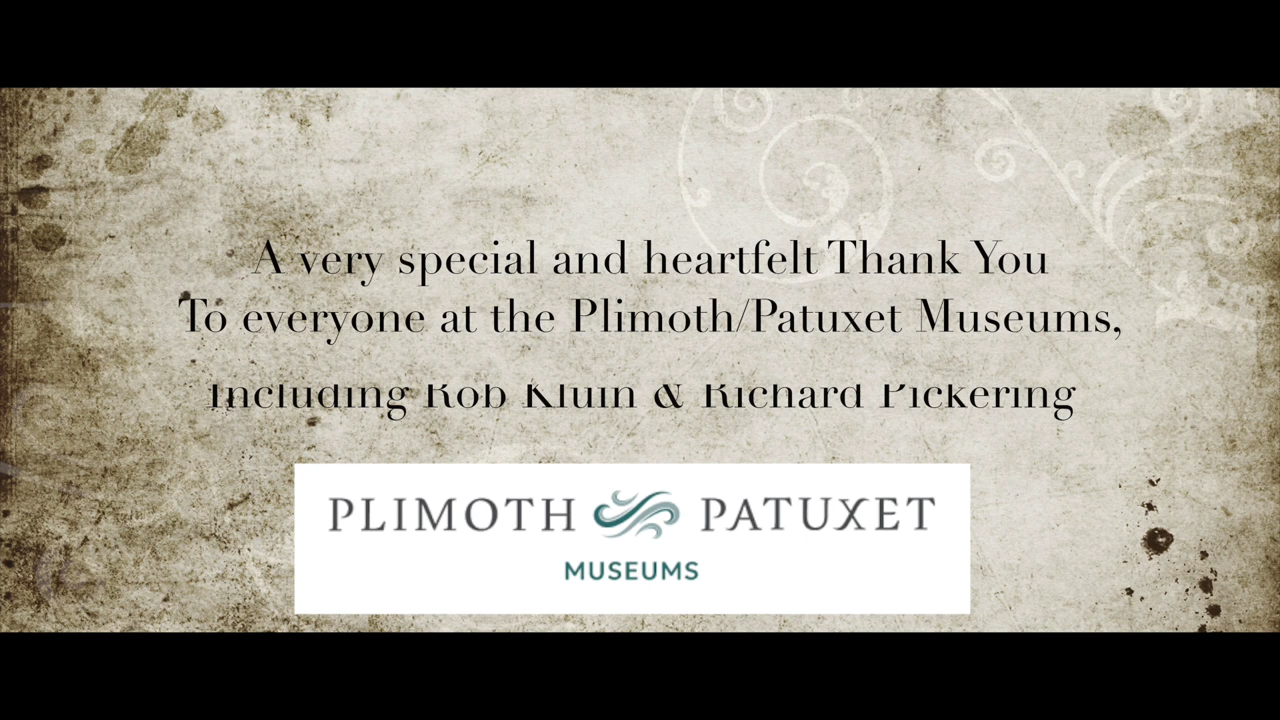 A very special and heartfelt Thank You
To everyone at the Plimoth/Patuxet Museums,
Including Rob Kluin & Richard Pickering
PLIMOTH PATUXET
MUSEUMS